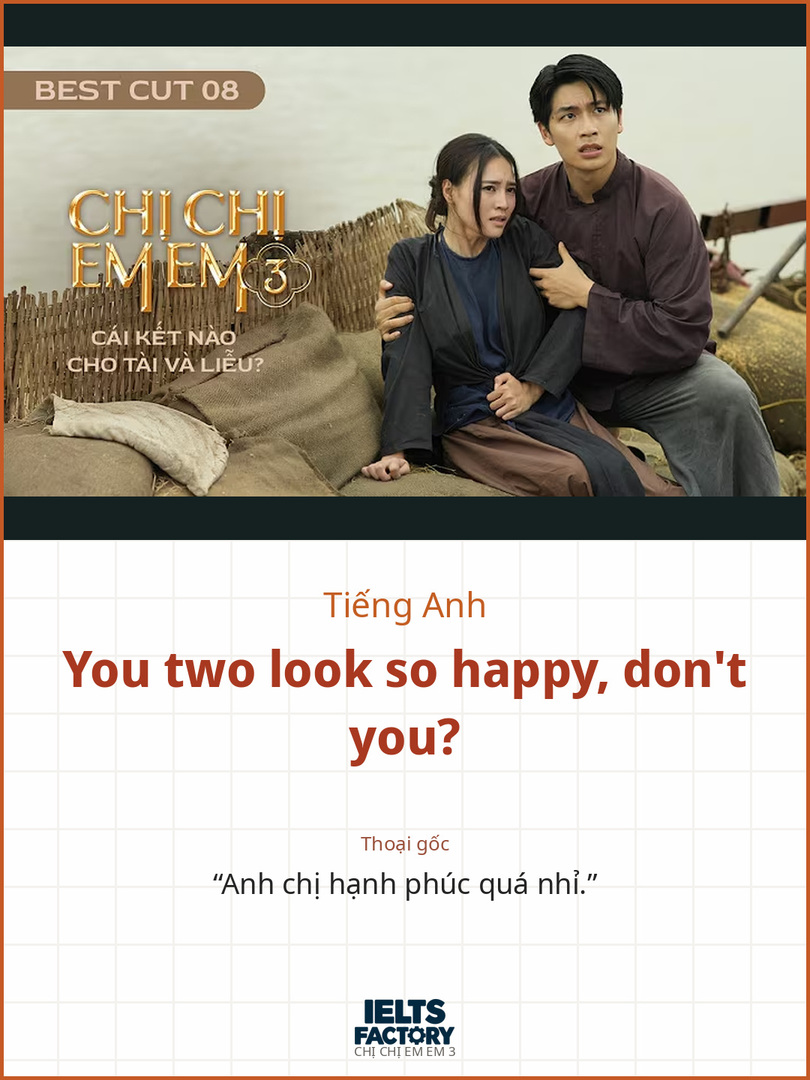 BEST CUT 08
CHỊ CHỊ
EM EM 3
CÁI KẾT NÀO
CHO TÀI VÀ LIỄU?
Tiếng Anh
You two look so happy, don't
you?
Thoại gốc
“Anh chị hạnh phúc quá nhỉ.”
IELTS
FACTORY
CHỊ CHỊ EM EM 3